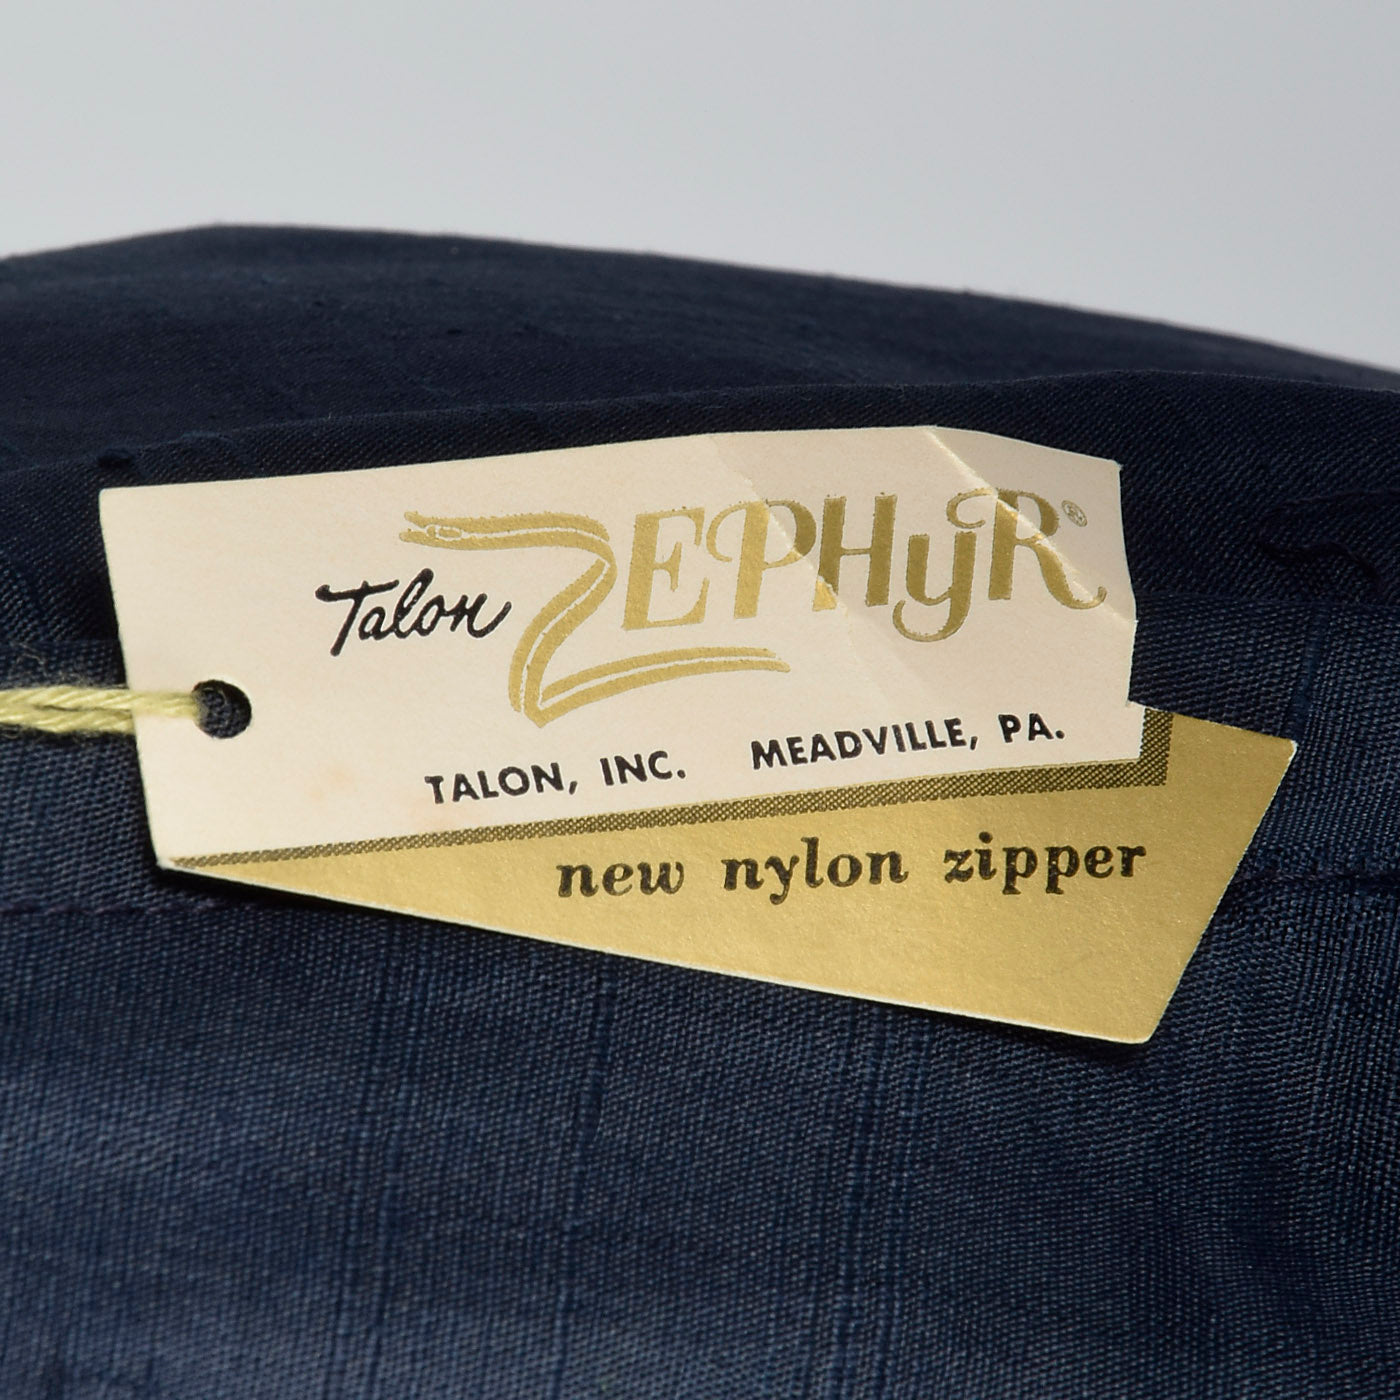 Talon ZEPHyR®
TALON, INC. MEADVILLE, PA.
new nylon zipper